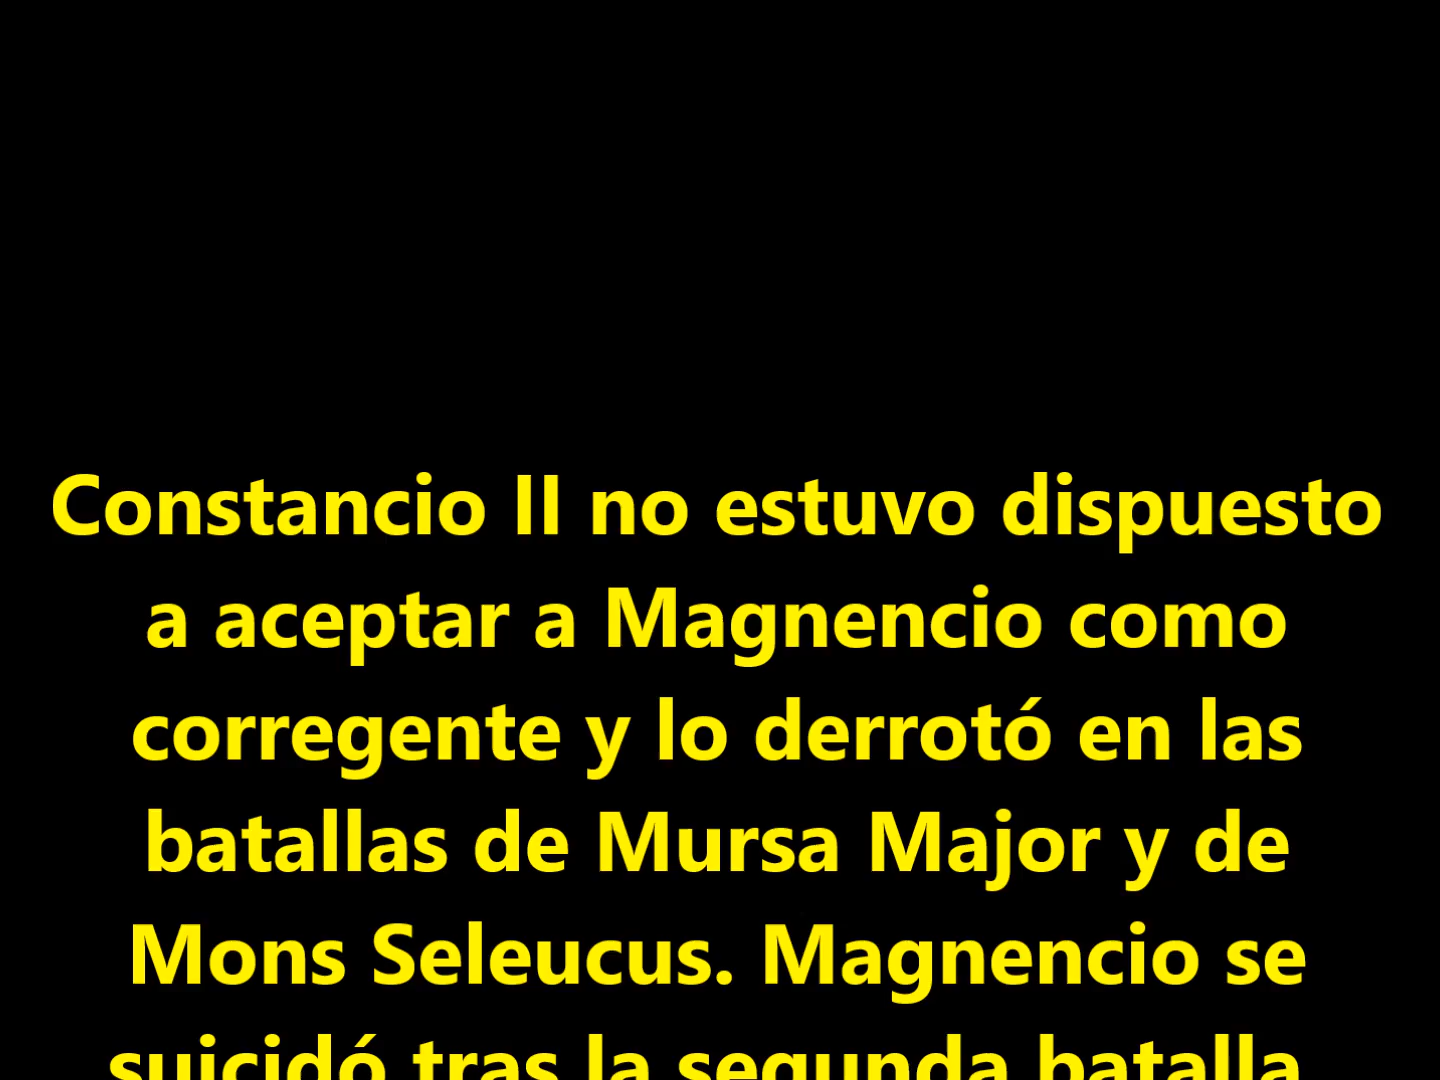 Constancio II no estuvo dispuesto
a aceptar a Magnencio como
corregente y lo derrotó en las
batallas de Mursa Major y de
Mons Seleucus. Magnencio se
suicidó tras la segunda batalla